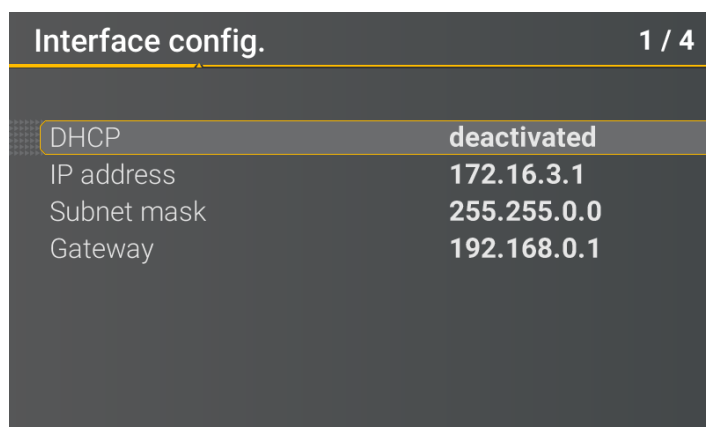 Interface config. 1 / 4
DHCP deactivated
IP address 172.16.3.1
Subnet mask 255.255.0.0
Gateway 192.168.0.1